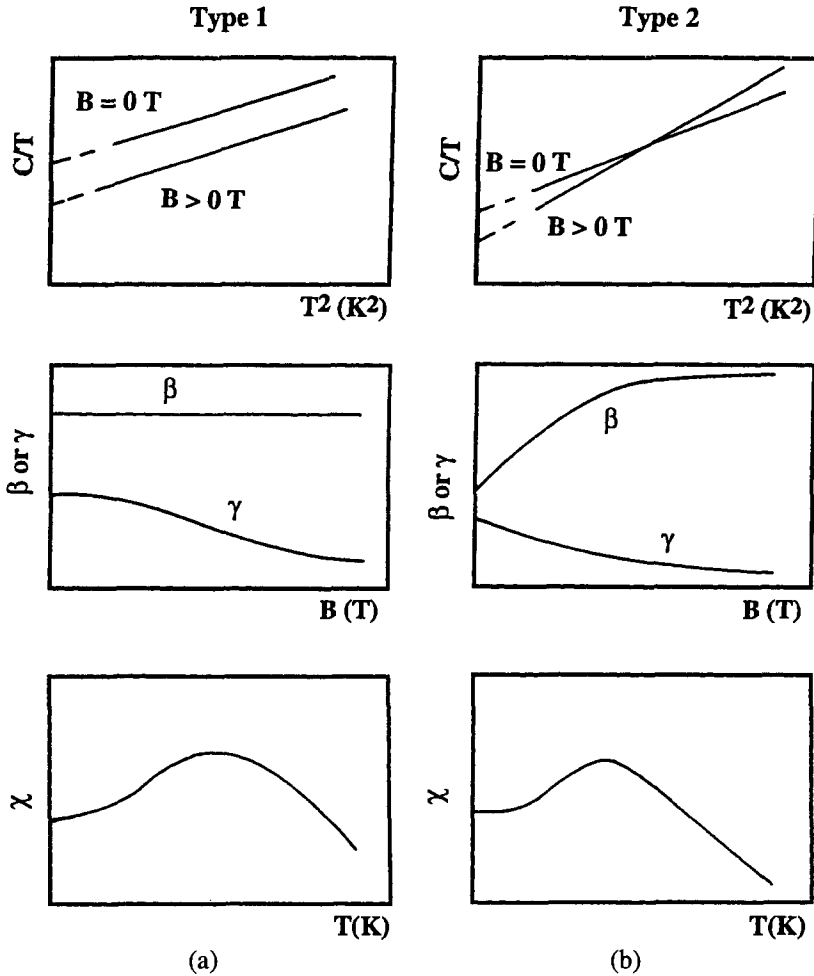 Type 1
Type 2
C/T
B = 0 T
B > 0 T
T² (K²)
C/T
B = 0 T
B > 0 T
T² (K²)
β or γ
β
γ
B (T)
β or γ
β
γ
B (T)
χ
T(K)
χ
T(K)
(a)
(b)